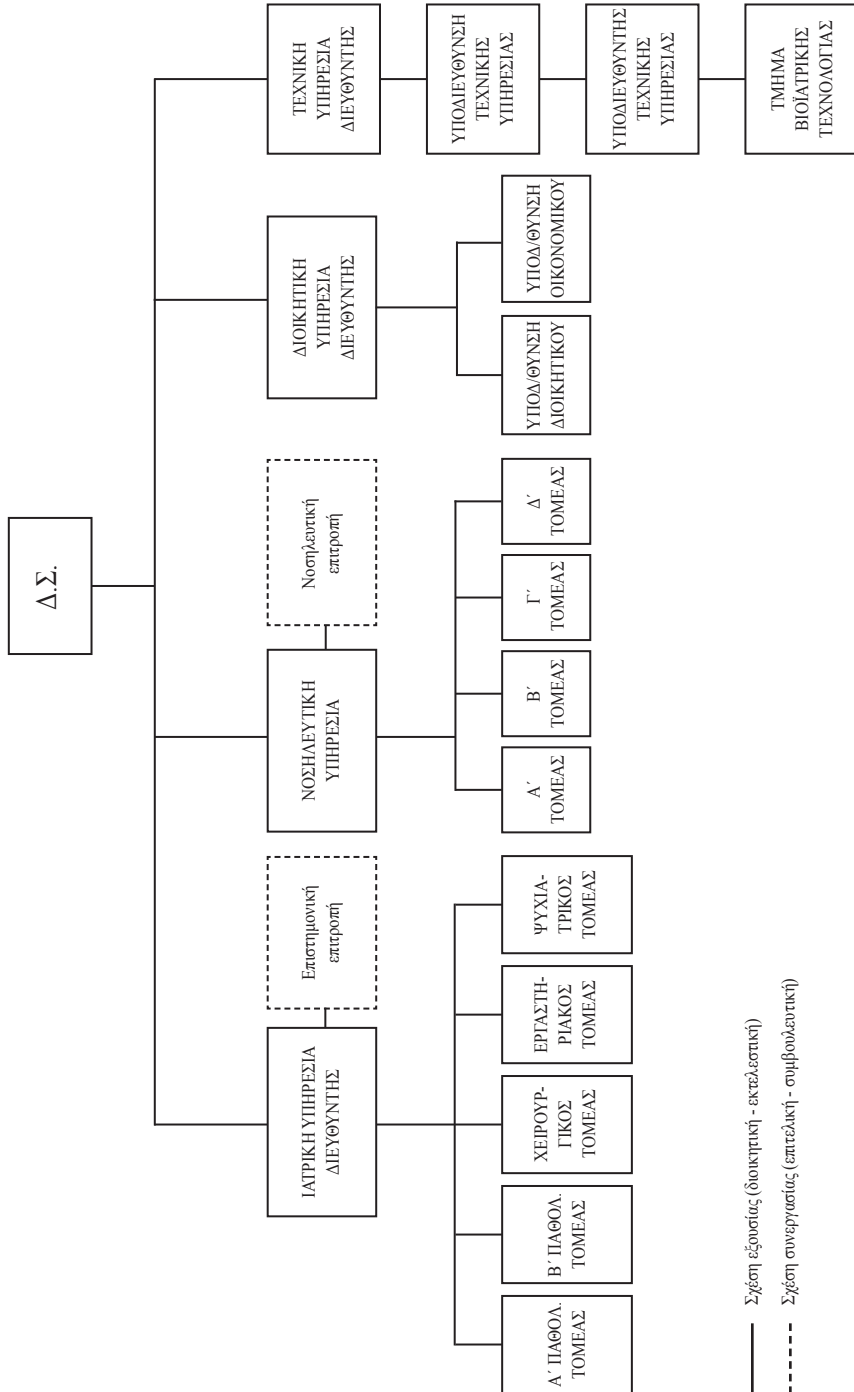 Δ.Σ.
ΙΑΤΡΙΚΗ ΥΠΗΡΕΣΙΑ
ΔΙΕΥΘΥΝΤΗΣ
Επιστημονική
επιτροπή
ΝΟΣΗΛΕΥΤΙΚΗ
ΥΠΗΡΕΣΙΑ
Νοσηλευτική
επιτροπή
ΔΙΟΙΚΗΤΙΚΗ
ΥΠΗΡΕΣΙΑ
ΔΙΕΥΘΥΝΤΗΣ
ΤΕΧΝΙΚΗ
ΥΠΗΡΕΣΙΑ
ΔΙΕΥΘΥΝΤΗΣ
ΥΠΟΔΙΕΥΘΥΝΣΗ
ΤΕΧΝΙΚΗΣ
ΥΠΗΡΕΣΙΑΣ
ΥΠΟΔΙΕΥΘΥΝΤΗΣ
ΤΕΧΝΙΚΗΣ
ΥΠΗΡΕΣΙΑΣ
ΤΜΗΜΑ
ΒΙΟΪΑΤΡΙΚΗΣ
ΤΕΧΝΟΛΟΓΙΑΣ
Α΄ ΠΑΘΟΛ.
ΤΟΜΕΑΣ
Β΄ ΠΑΘΟΛ.
ΤΟΜΕΑΣ
ΧΕΙΡΟΥΡ-
ΓΙΚΟΣ
ΤΟΜΕΑΣ
ΕΡΓΑΣΤΗ-
ΡΙΑΚΟΣ
ΤΟΜΕΑΣ
ΨΥΧΙΑ-
ΤΡΙΚΟΣ
ΤΟΜΕΑΣ
Α΄
ΤΟΜΕΑΣ
Β΄
ΤΟΜΕΑΣ
Γ΄
ΤΟΜΕΑΣ
Δ΄
ΤΟΜΕΑΣ
ΥΠΟΔ/ΘΥΝΣΗ
ΔΙΟΙΚΗΤΙΚΟΥ
ΥΠΟΔ/ΘΥΝΣΗ
ΟΙΚΟΝΟΜΙΚΟΥ
Σχέση εξουσίας (διοικητική - εκτελεστική)
Σχέση συνεργασίας (επιτελική - συμβουλευτική)